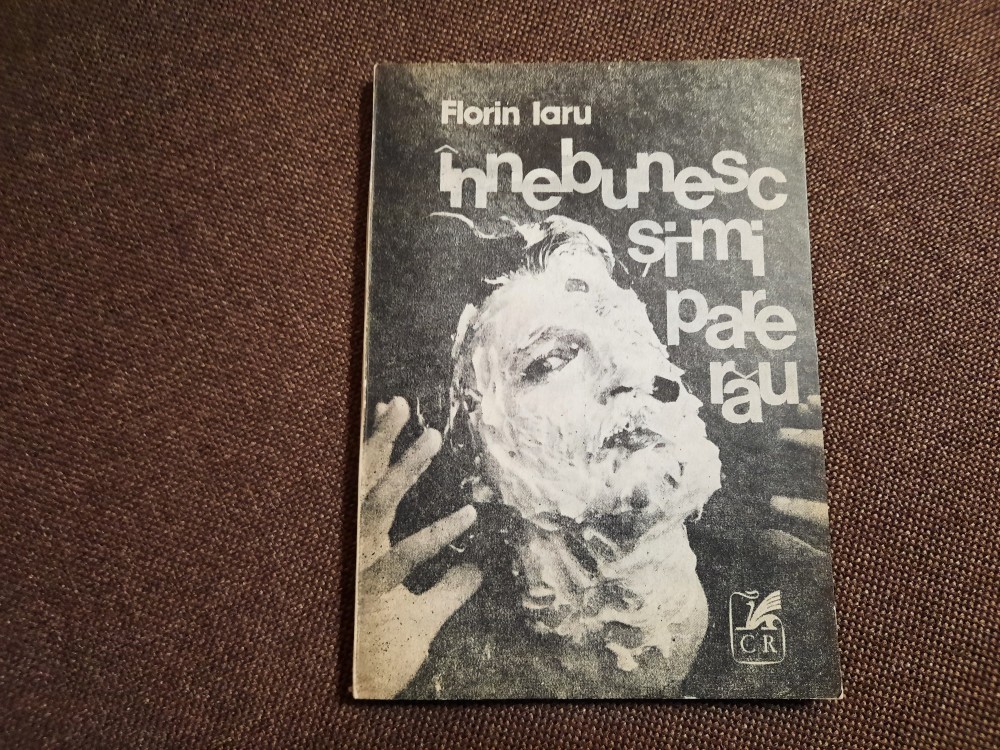 Florin Iaru
înnebunesc
și-mi
pare
rău
CR